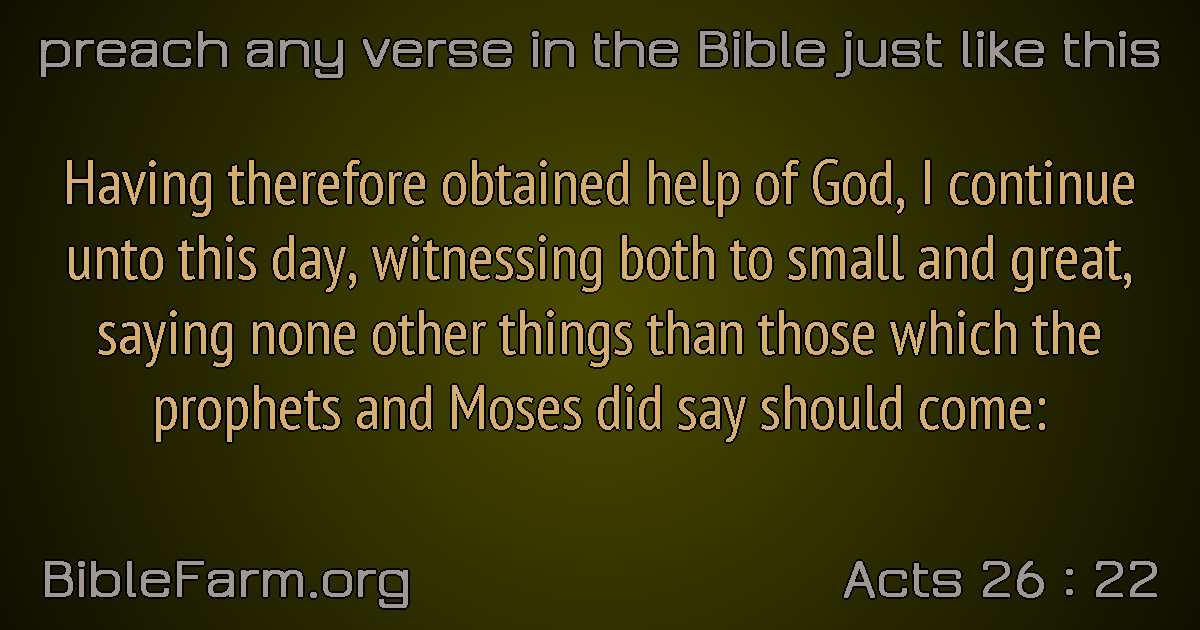 preach any verse in the Bible just like this
Having therefore obtained help of God, I continue
unto this day, witnessing both to small and great,
saying none other things than those which the
prophets and Moses did say should come:
BibleFarm.org
Acts 26 : 22